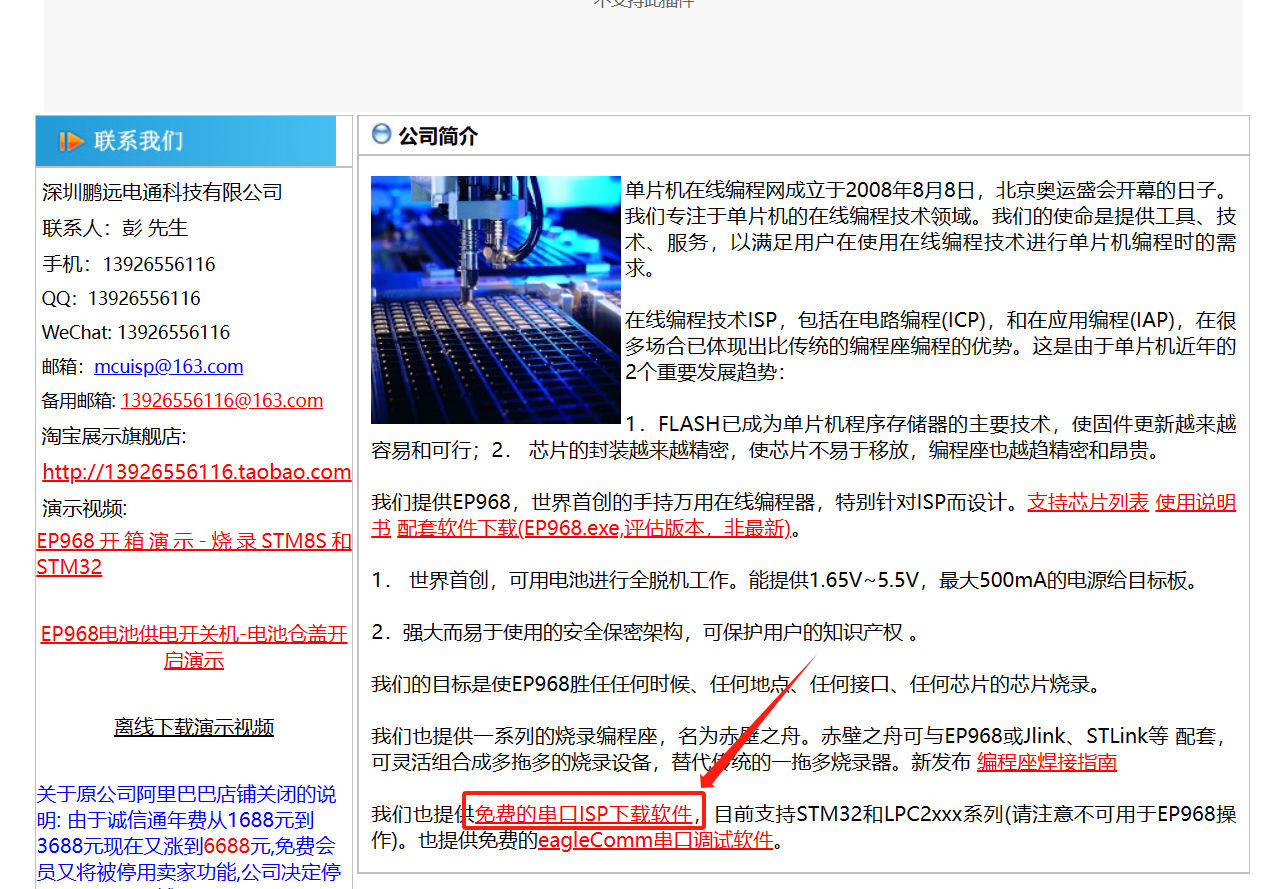 不支持此插件
联系我们
深圳鹏远电通科技有限公司
联系人：彭 先生
手机：13926556116
QQ：13926556116
WeChat: 13926556116
邮箱：mcuisp@163.com
备用邮箱: 13926556116@163.com
淘宝展示旗舰店:
http://13926556116.taobao.com
演示视频:
EP968开箱演示-烧录STM8S和
STM32
EP968电池供电开关机-电池仓盖开
启演示
离线下载演示视频
关于原公司阿里巴巴店铺关闭的说
明: 由于诚信通年费从1688元到
3688元现在又涨到6688元,免费会
员又将被停用卖家功能,公司决定停
公司简介
单片机在线编程网成立于2008年8月8日，北京奥运盛会开幕的日子。
我们专注于单片机的在线编程技术领域。我们的使命是提供工具、技
术、服务，以满足用户在使用在线编程技术进行单片机编程时的需
求。
在线编程技术ISP，包括在电路编程(ICP)，和在应用编程(IAP)，在很
多场合已体现出比传统的编程座编程的优势。这是由于单片机近年的
2个重要发展趋势：
1．FLASH已成为单片机程序存储器的主要技术，使固件更新越来越
容易和可行；2． 芯片的封装越来越精密，使芯片不易于移放，编程座也越趋精密和昂贵。
我们提供EP968，世界首创的手持万用在线编程器，特别针对ISP而设计。支持芯片列表 使用说明
书 配套软件下载(EP968.exe,评估版本，非最新)。
1． 世界首创，可用电池进行全脱机工作。能提供1.65V~5.5V，最大500mA的电源给目标板。
2．强大而易于使用的安全保密架构，可保护用户的知识产权 。
我们的目标是使EP968胜任任何时候、任何地点、任何接口、任何芯片的芯片烧录。
我们也提供一系列的烧录编程座，名为赤壁之舟。赤壁之舟可与EP968或Jlink、STLink等 配套，
可灵活组合成多拖多的烧录设备，替代传统的一拖多烧录器。新发布 编程座焊接指南
我们也提供免费的串口ISP下载软件，目前支持STM32和LPC2xxx系列(请注意不可用于EP968操
作)。也提供免费的eagleComm串口调试软件。